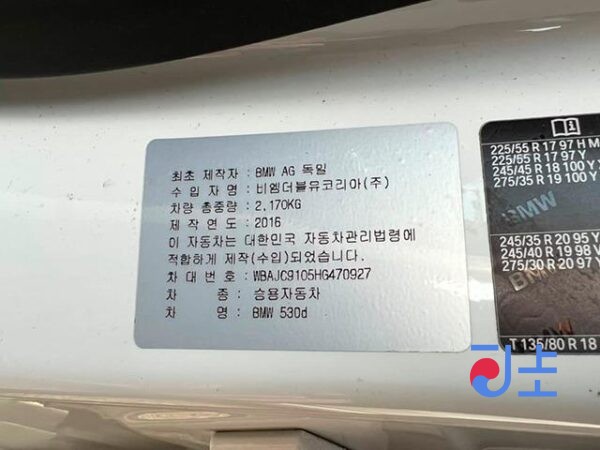 최초 제작자 : BMW AG 독일
수 입 자 명 : 비엠더블유코리아(주)
차량 총중량 : 2.170KG
제 작 연 도 : 2016
이 자동차는 대한민국 자동차관리법령에
적합하게 제작(수입)되었습니다.
차 대 번 호 : WBAJC9105HG470927
차 종 : 승용자동차
차 명 : BMW 530d
225/55 R 17 97 H M
225/55 R 17 97 Y
245/45 R 18 100 Y
275/35 R 19 100 Y
BMW
245/35 R 20 95 Y
245/40 R 19 98 V
275/30 R 20 97 Y
BMW
BMW
T 135/80 R 18
카소